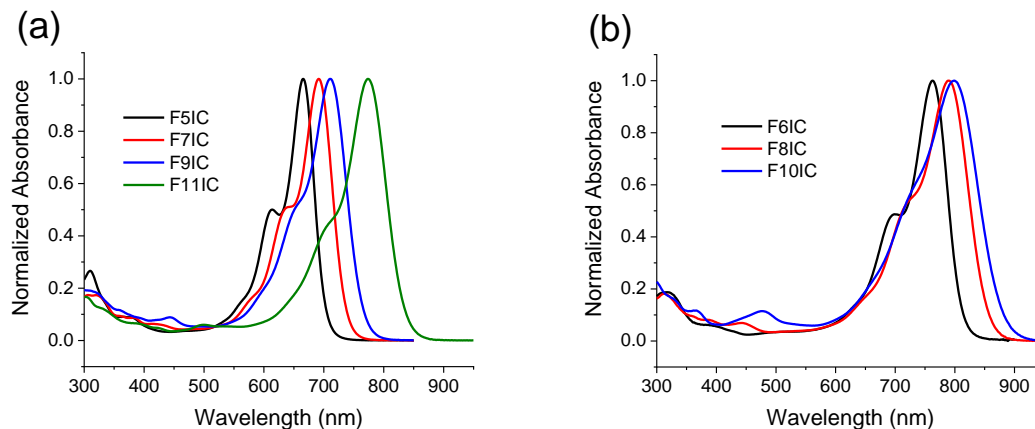 (a)
Normalized Absorbance
1.0
0.8
0.6
0.4
0.2
0.0
F5IC
F7IC
F9IC
F11IC
300 400 500 600 700 800 900
Wavelength (nm)
(b)
Normalized Absorbance
1.0
0.8
0.6
0.4
0.2
0.0
F6IC
F8IC
F10IC
300 400 500 600 700 800 900
Wavelength (nm)